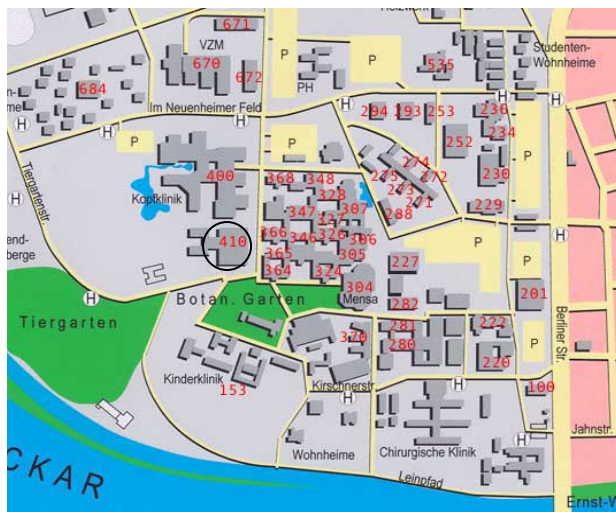 671
VZM
670
672
684
PH
535
Studenten-
Wohnheime
Im Neuenheimer Feld
H
P
P
P
P
H
H
294
293
253
236
234
252
230
229
Tiergartenstr.
H
P
P
400
Kopfklinik
368
348
328
347
327
307
366
346
326
306
365
305
364
324
304
275
274
273
272
271
288
410
227
P
H
P
201
H
Botan. Garten
Mensa
282
Tiergarten
281
280
370
222
220
P
Berliner Str.
Kinderklinik
153
Kirschnerstr.
H
100
H
Jahnstr.
Wohnheime
Chirurgische Klinik
H
Leinpfad
CKAR
Ernst-W